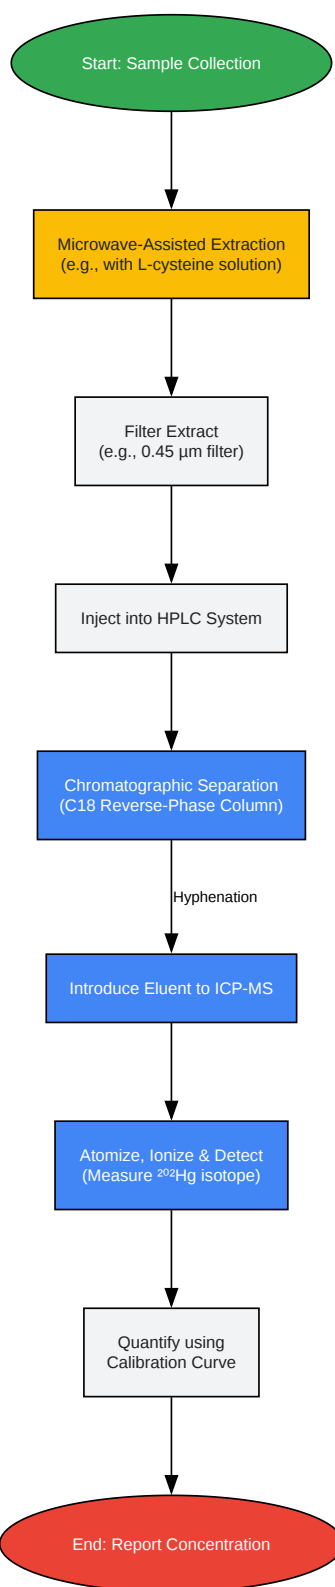 Start: Sample Collection
Microwave-Assisted Extraction
(e.g., with L-cysteine solution)
Filter Extract
(e.g., 0.45 µm filter)
Inject into HPLC System
Chromatographic Separation
(C18 Reverse-Phase Column)
Hyphenation
Introduce Eluent to ICP-MS
Atomize, Ionize & Detect
(Measure ²⁰²Hg isotope)
Quantify using
Calibration Curve
End: Report Concentration